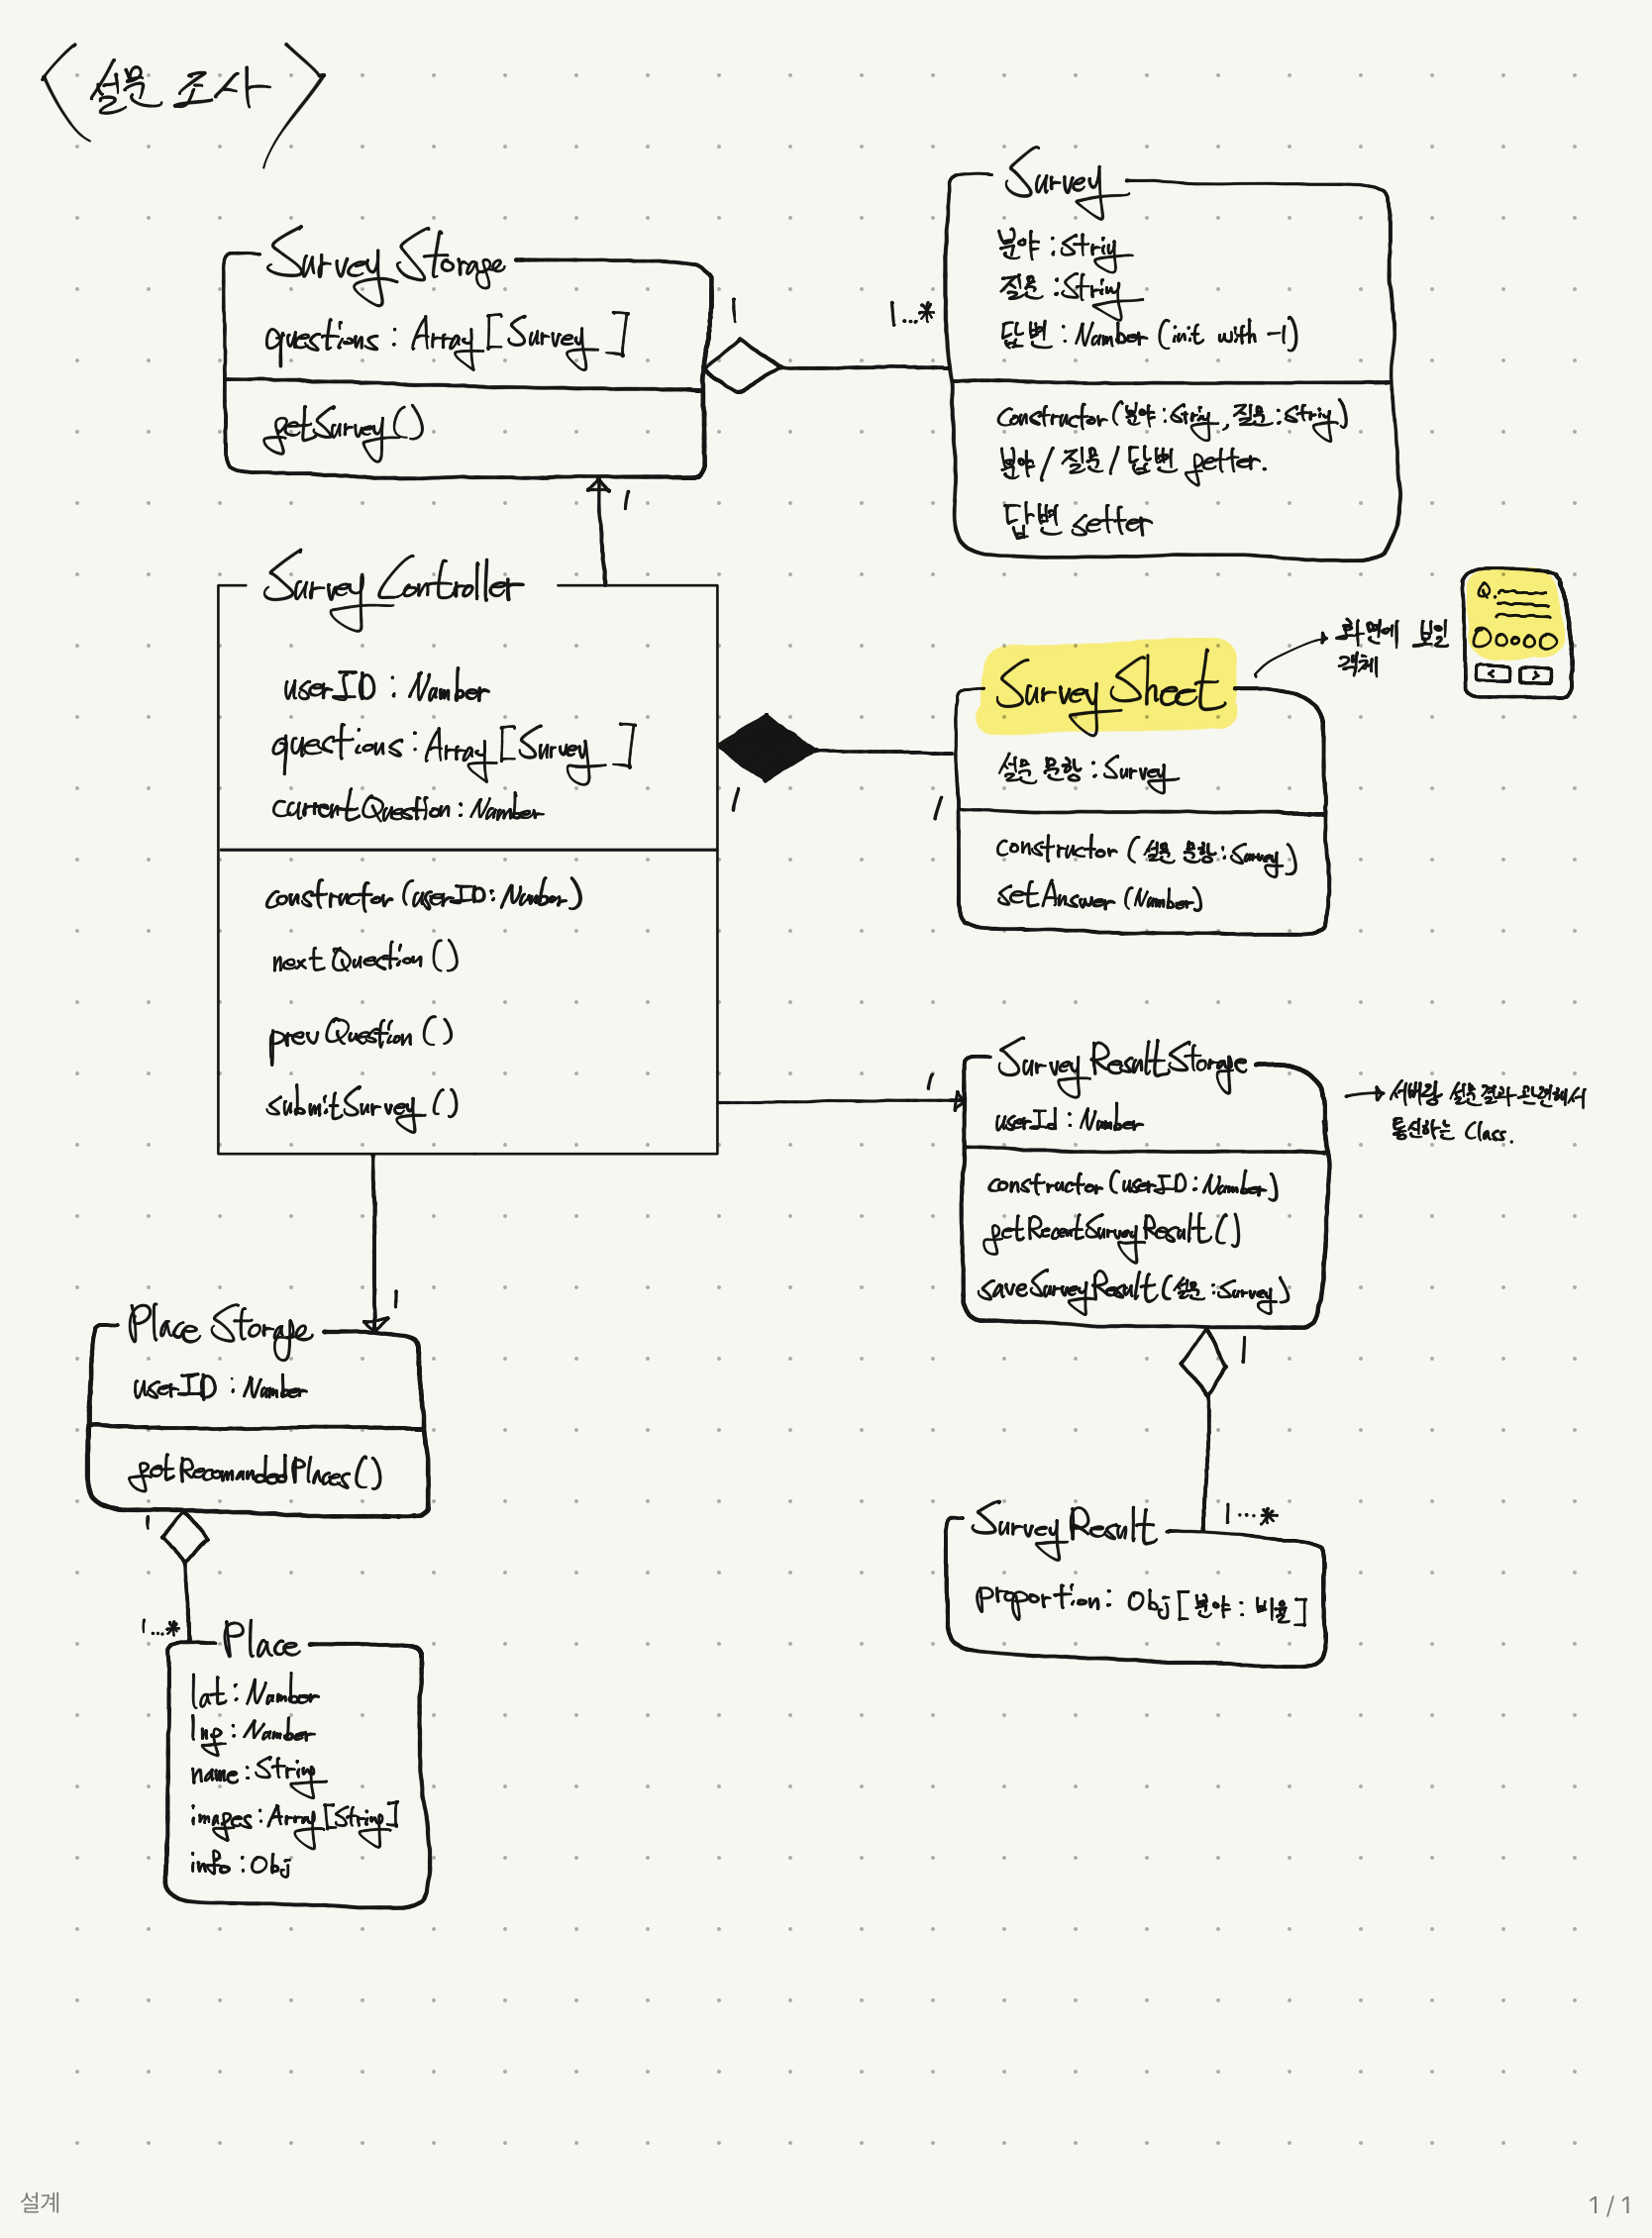 <설문 조사>
Survey Storage
questions : Array [Survey]
getSurvey()
1
1...*
Survey
분야 : String
질문 : String
답변 : Number (init with -1)
constructor (분야 : String, 질문 : String)
분야 / 질문 / 답변 getter.
답변 setter
1
Survey Controller
userID : Number
questions : Array [Survey]
currentQuestion : Number
constructor (userID : Number)
nextQuestion ()
prevQuestion ()
submitSurvey ()
1
1
Survey Sheet
설문 문항 : Survey
constructor (설문 문항 : Survey)
setAnswer (Number)
화면에 보일
객체
Q.
<
>
1
Survey ResultStorage
userId : Number
constructor (userID : Number)
getRecentSurveyResult ()
saveSurveyResult (설문 : Survey)
서버랑 설문결과 관련해서
통신하는 Class.
1
1...*
Survey Result
proportion : Obj [분야 : 비율]
1
Place Storage
userID : Number
getRecomandedPlaces ()
1
1...*
Place
lat : Number
lng : Number
name : String
images : Array [String]
info : Obj
설계
1 / 1